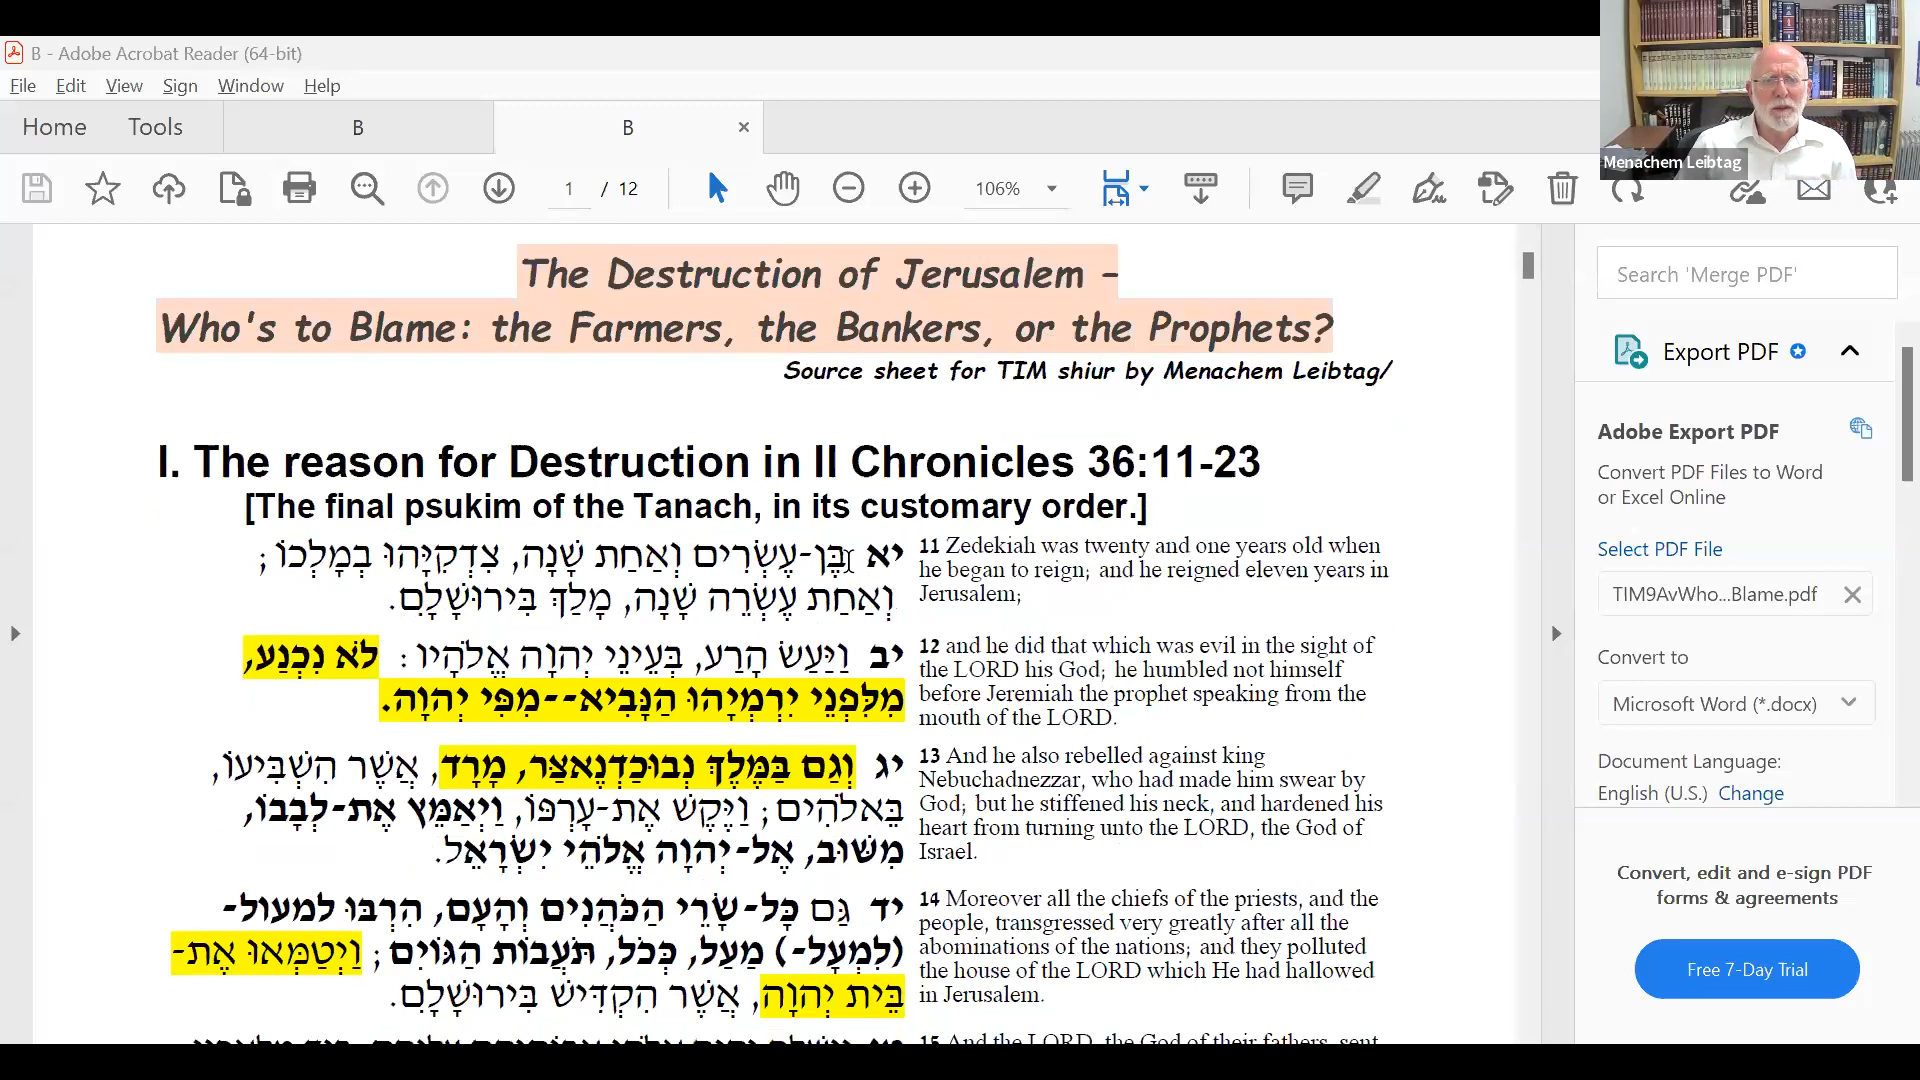 B - Adobe Acrobat Reader (64-bit)
File Edit View Sign Window Help
Home Tools B B
1 / 12 106%
Menachem Leibtag
The Destruction of Jerusalem -
Who's to Blame: the Farmers, the Bankers, or the Prophets?
Source sheet for TIM shiur by Menachem Leibtag/
I. The reason for Destruction in II Chronicles 36:11-23
[The final psukim of the Tanach, in its customary order.]
יא בֶּן-עֶשְׂרִים וְאַחַת שָׁנָה, צִדְקִיָּהוּ בְמָלְכוֹ ;
וְאַחַת עֶשְׂרֵה שָׁנָה, מָלַךְ בִּירוּשָׁלִָם.
11 Zedekiah was twenty and one years old when
he began to reign; and he reigned eleven years in
Jerusalem;
יב וַיַּעַשׂ הָרַע, בְּעֵינֵי יְהוָה אֱלֹהָיו : לֹא נִכְנַע,
מִלִּפְנֵי יִרְמְיָהוּ הַנָּבִיא--מִפִּי יְהוָה.
12 and he did that which was evil in the sight of
the LORD his God; he humbled not himself
before Jeremiah the prophet speaking from the
mouth of the LORD.
יג וְגַם בַּמֶּלֶךְ נְבוּכַדְנֶאצַּר, מָרָד, אֲשֶׁר הִשְׁבִּיעוֹ,
בֵּאלֹהִים ; וַיֶּקֶשׁ אֶת-עָרְפּוֹ, וַיְאַמֵּץ אֶת-לְבָבוֹ,
מִשּׁוּב, אֶל-יְהוָה אֱלֹהֵי יִשְׂרָאֵל.
13 And he also rebelled against king
Nebuchadnezzar, who had made him swear by
God; but he stiffened his neck, and hardened his
heart from turning unto the LORD, the God of
Israel.
יד גַּם כָּל-שָׂרֵי הַכֹּהֲנִים וְהָעָם, הִרְבּוּ למעול-
(לִמְעָל-) מַעַל, כְּכֹל, תֹּעֲבוֹת הַגּוֹיִם ; וַיְטַמְּאוּ אֶת-
בֵּית יְהוָה, אֲשֶׁר הִקְדִּישׁ בִּירוּשָׁלִָם.
14 Moreover all the chiefs of the priests, and the
people, transgressed very greatly after all the
abominations of the nations; and they polluted
the house of the LORD which He had hallowed
in Jerusalem.
15 And the LORD, the God of their fathers, sent
Search 'Merge PDF'
Export PDF
Adobe Export PDF
Convert PDF Files to Word
or Excel Online
Select PDF File
TIM9AvWho...Blame.pdf
Convert to
Microsoft Word (*.docx)
Document Language:
English (U.S.) Change
Convert, edit and e-sign PDF
forms & agreements
Free 7-Day Trial